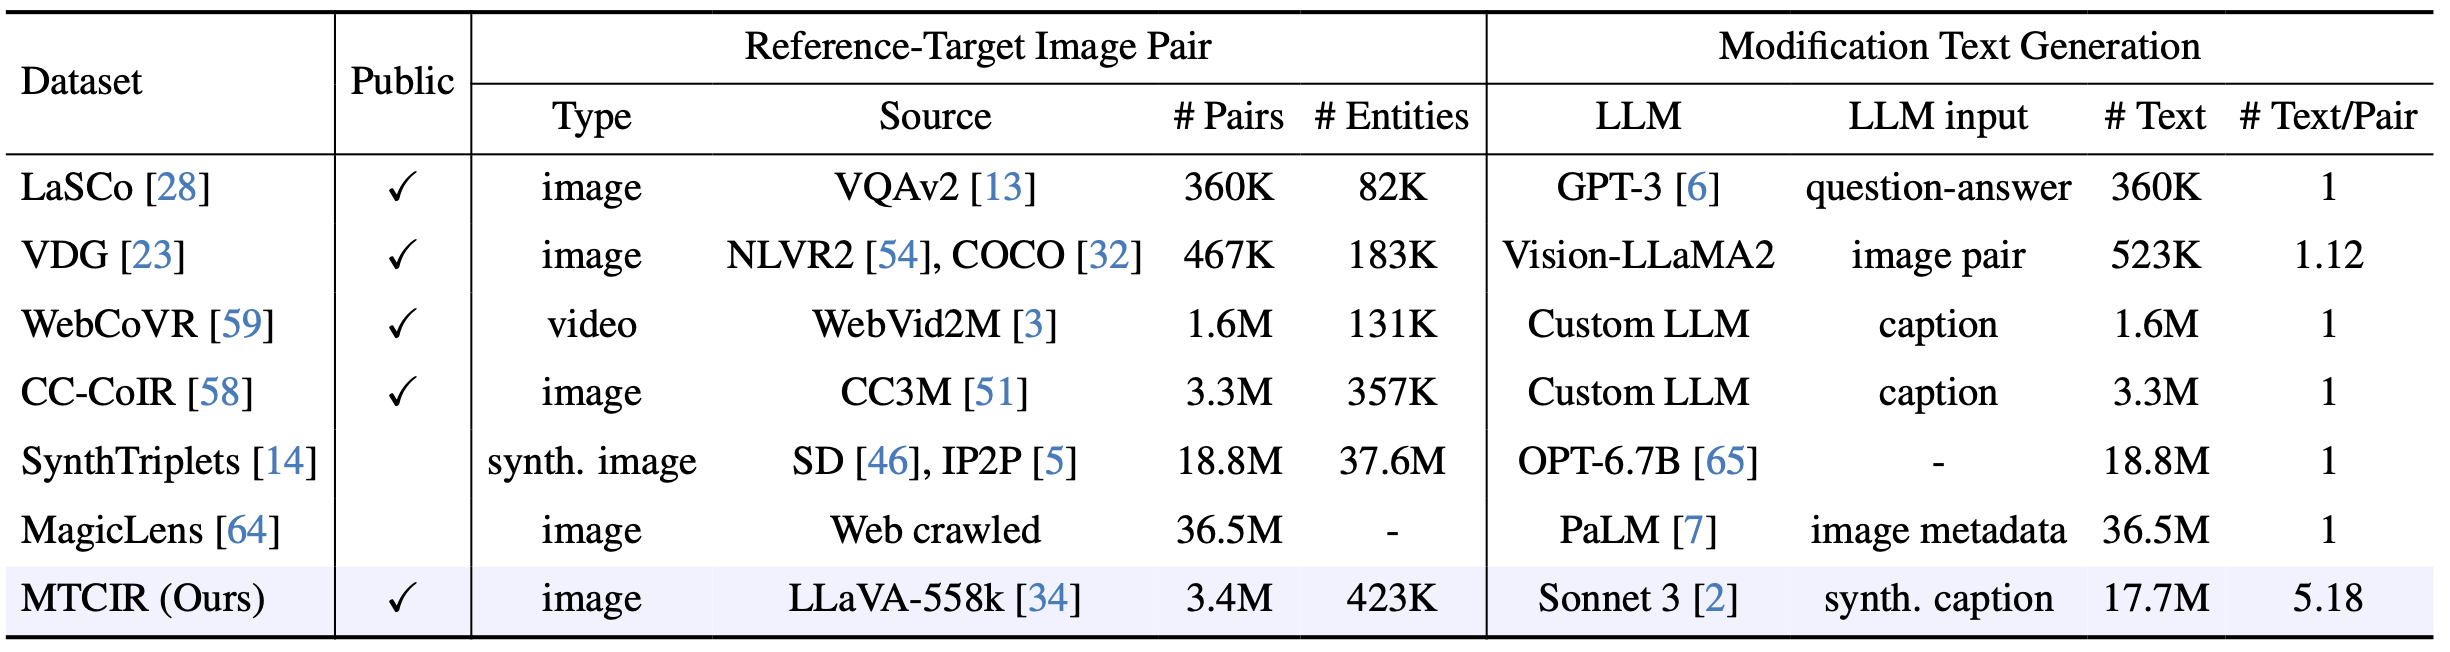 Dataset Public Reference-Target Image Pair Modification Text Generation
Type Source # Pairs # Entities LLM LLM input # Text # Text/Pair
LaSCo [28] ✓ image VQAv2 [13] 360K 82K GPT-3 [6] question-answer 360K 1
VDG [23] ✓ image NLVR2 [54], COCO [32] 467K 183K Vision-LLaMA2 image pair 523K 1.12
WebCoVR [59] ✓ video WebVid2M [3] 1.6M 131K Custom LLM caption 1.6M 1
CC-CoIR [58] ✓ image CC3M [51] 3.3M 357K Custom LLM caption 3.3M 1
SynthTriplets [14] synth. image SD [46], IP2P [5] 18.8M 37.6M OPT-6.7B [65] - 18.8M 1
MagicLens [64] image Web crawled 36.5M - PaLM [7] image metadata 36.5M 1
MTCIR (Ours) ✓ image LLaVA-558k [34] 3.4M 423K Sonnet 3 [2] synth. caption 17.7M 5.18